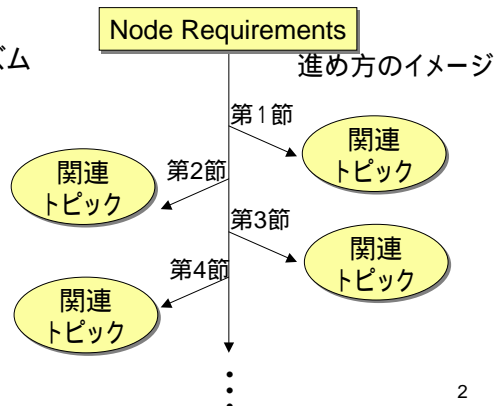 Node Requirements
ズム
進め方のイメージ
第1節
関連
トピック
第2節
関連
トピック
第3節
関連
トピック
第4節
関連
トピック
2